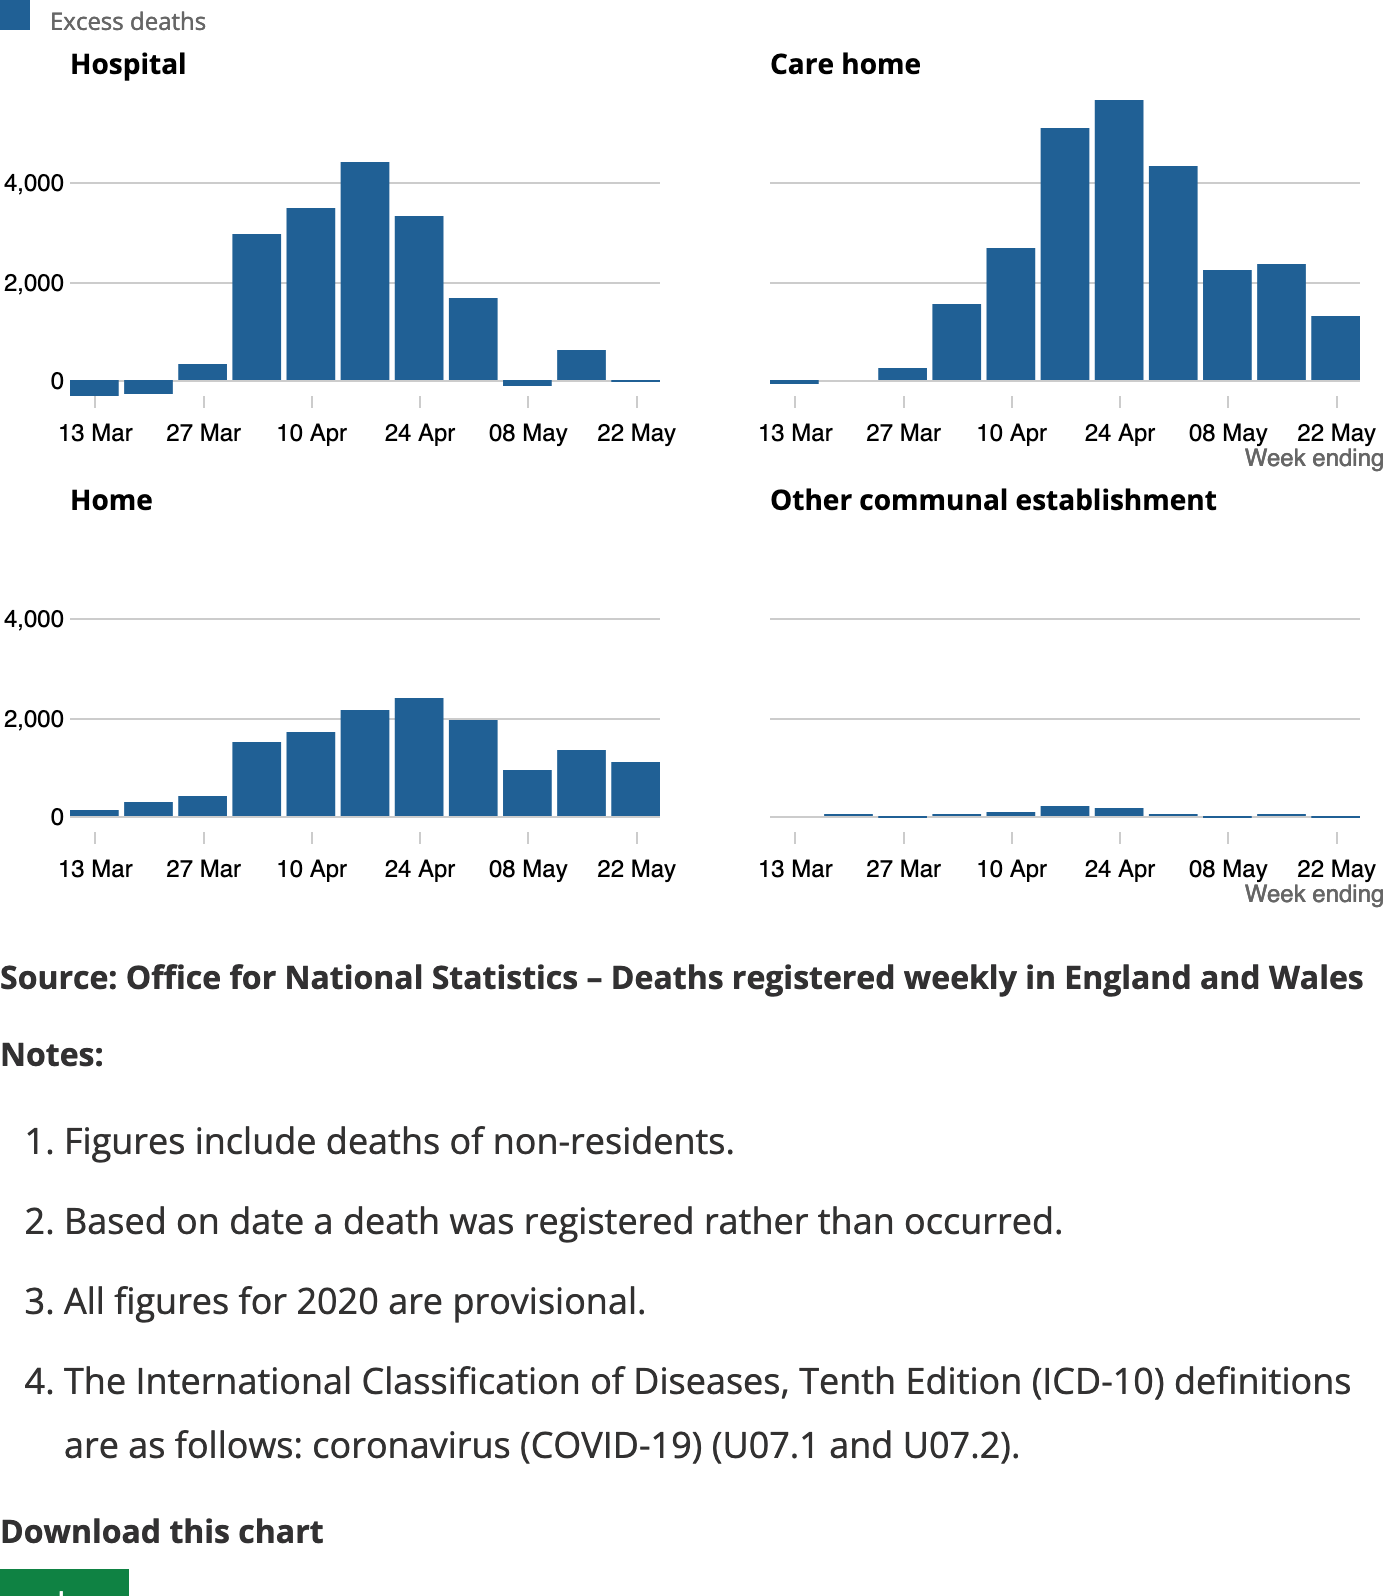 Excess deaths
Hospital
Care home
4,000
2,000
0
13 Mar 27 Mar 10 Apr 24 Apr 08 May 22 May
13 Mar 27 Mar 10 Apr 24 Apr 08 May 22 May
Week ending
Home
Other communal establishment
4,000
2,000
0
13 Mar 27 Mar 10 Apr 24 Apr 08 May 22 May
13 Mar 27 Mar 10 Apr 24 Apr 08 May 22 May
Week ending
Source: Office for National Statistics – Deaths registered weekly in England and Wales
Notes:
1. Figures include deaths of non-residents.
2. Based on date a death was registered rather than occurred.
3. All figures for 2020 are provisional.
4. The International Classification of Diseases, Tenth Edition (ICD-10) definitions
are as follows: coronavirus (COVID-19) (U07.1 and U07.2).
Download this chart